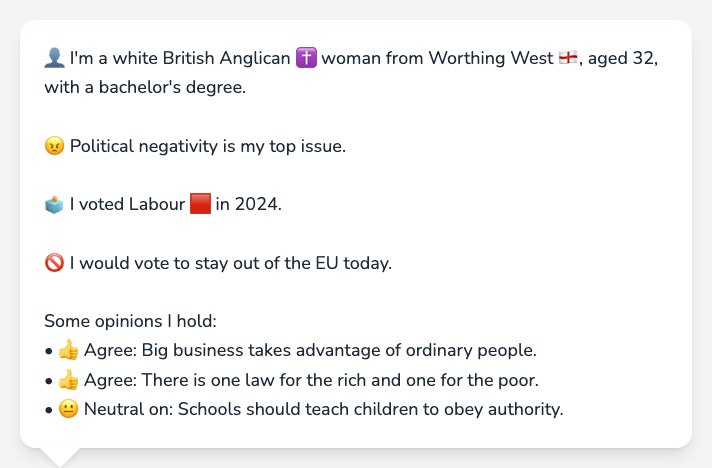 👤 I'm a white British Anglican ✝️ woman from Worthing West 🏴󠁧󠁢󠁥󠁮󠁧󠁿, aged 32,
with a bachelor's degree.
😠 Political negativity is my top issue.
🗳️ I voted Labour 🟥 in 2024.
🚫 I would vote to stay out of the EU today.
Some opinions I hold:
• 👍 Agree: Big business takes advantage of ordinary people.
• 👍 Agree: There is one law for the rich and one for the poor.
• 😐 Neutral on: Schools should teach children to obey authority.